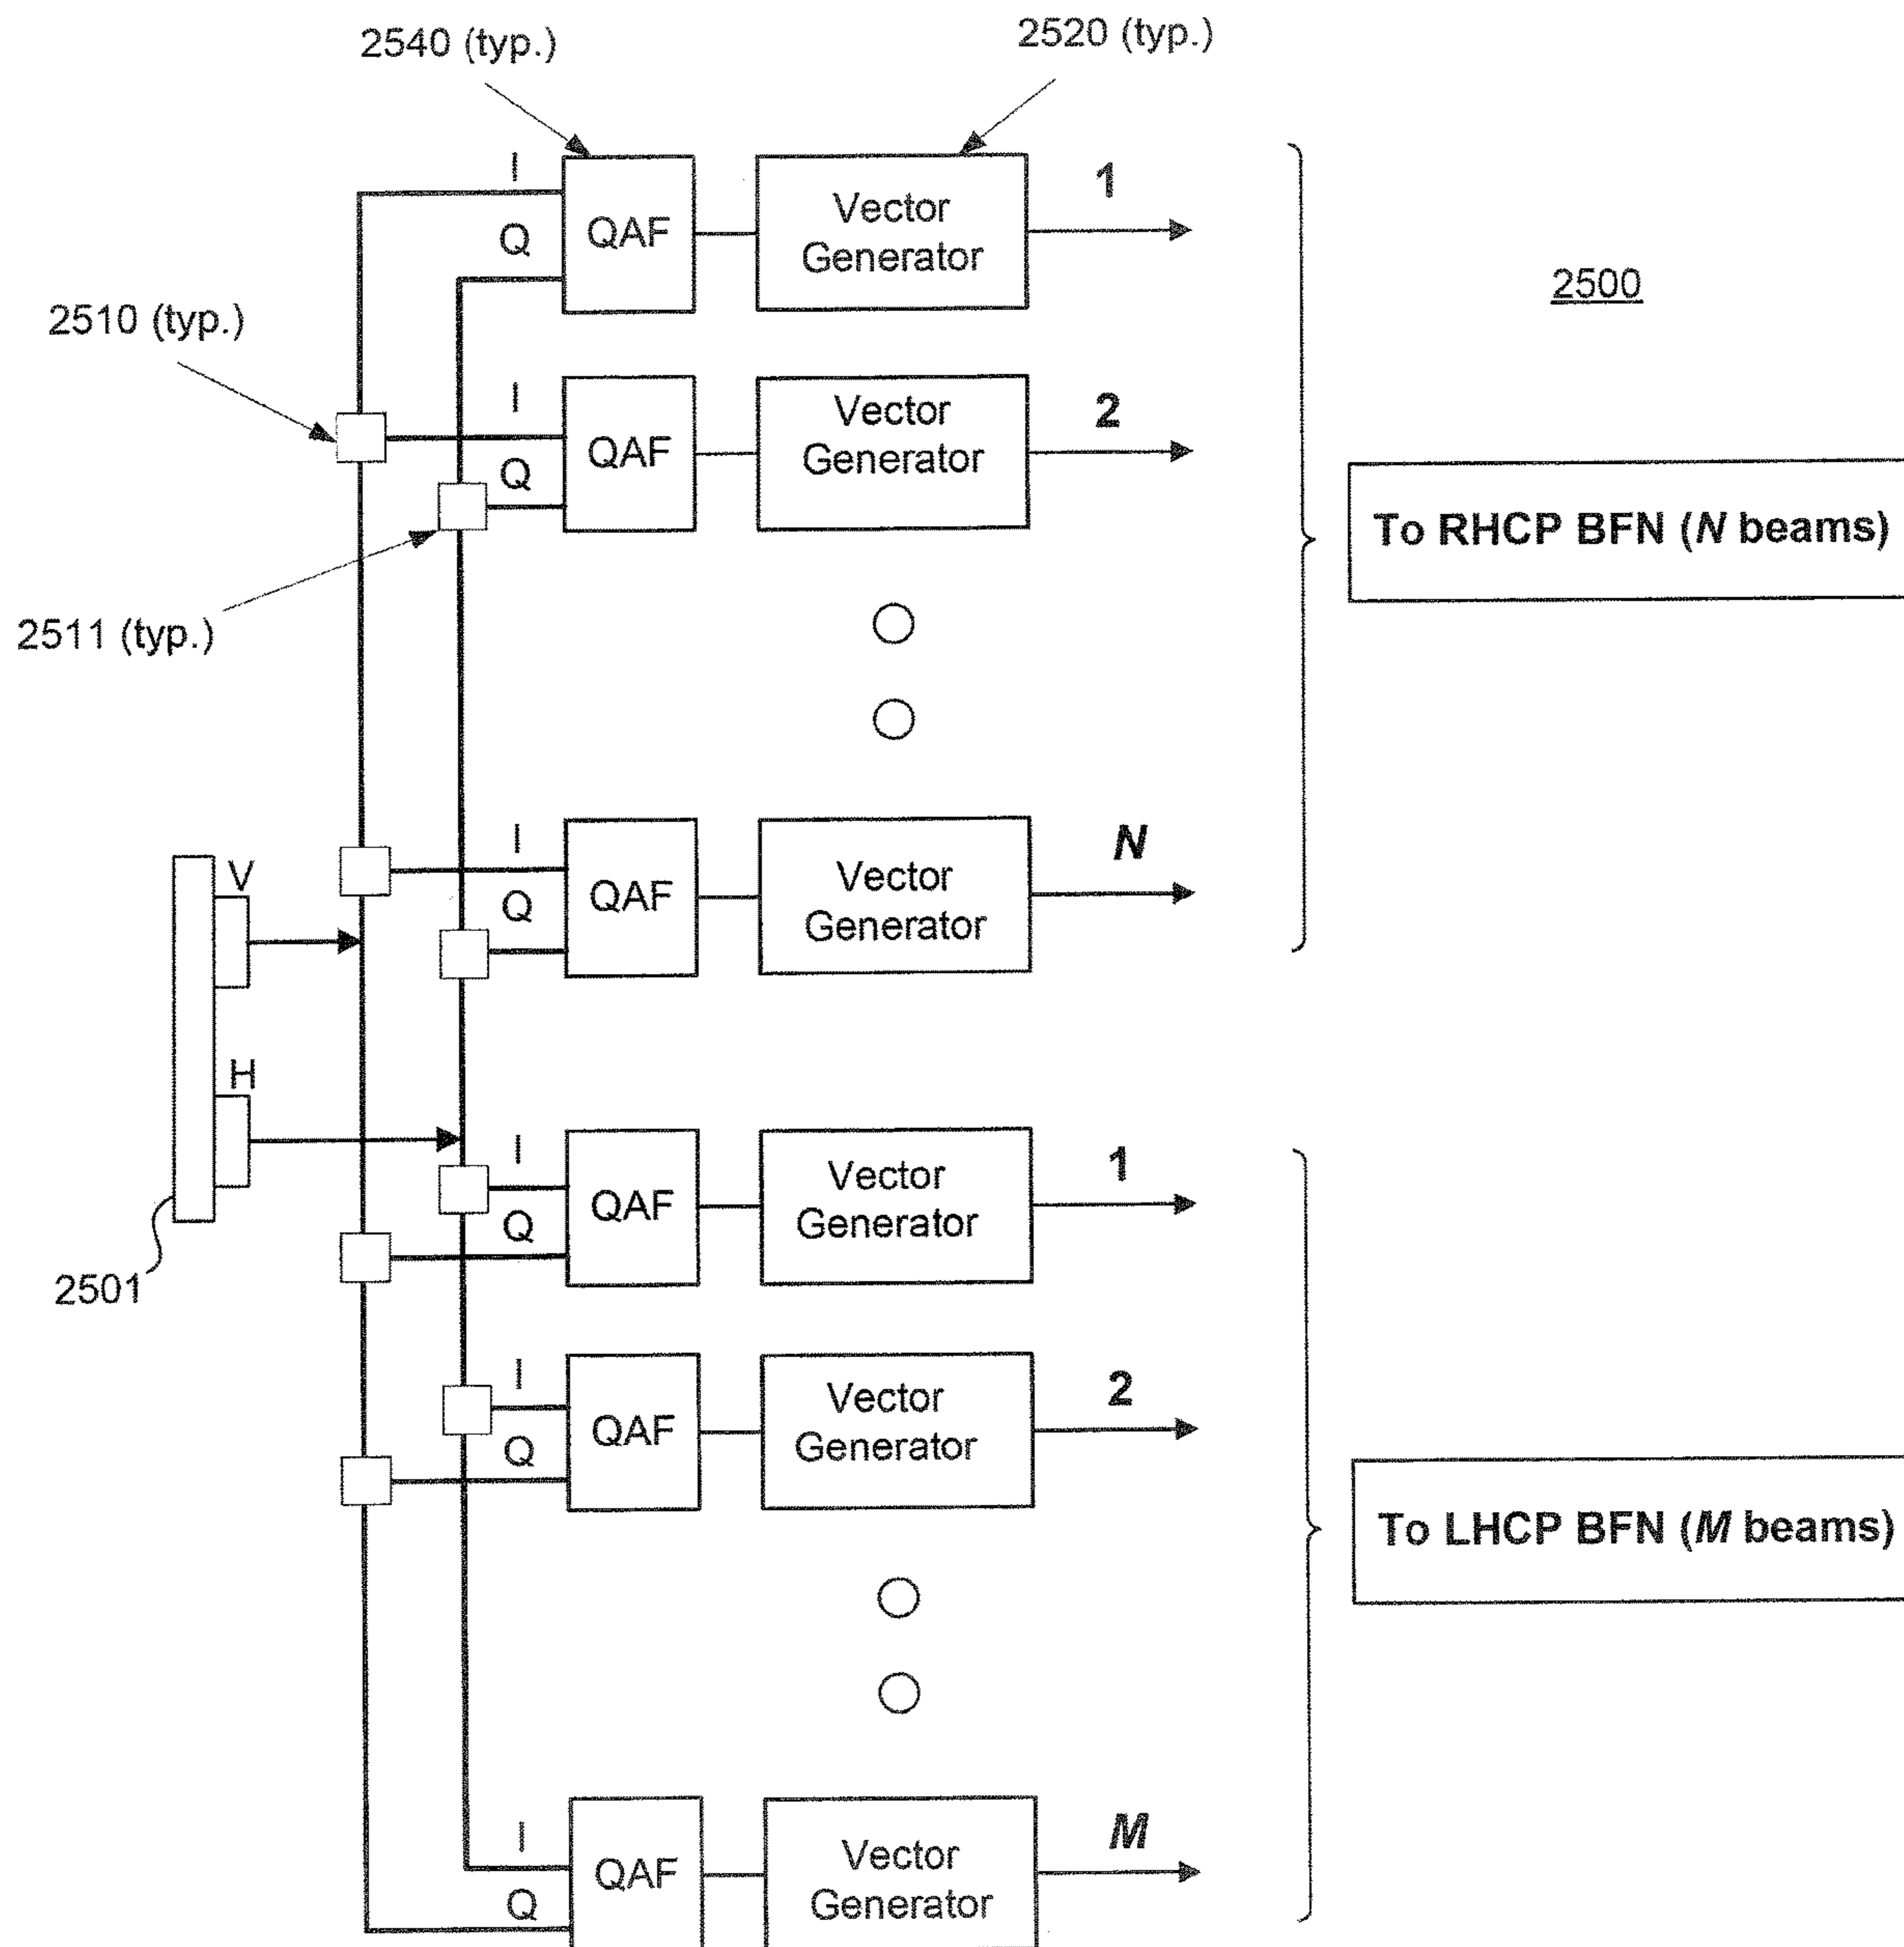 2540 (typ.)
2520 (typ.)
I
Q
QAF
Vector
Generator
1
2500
2510 (typ.)
I
Q
QAF
Vector
Generator
2
To RHCP BFN (N beams)
2511 (typ.)
I
Q
QAF
Vector
Generator
N
V
H
I
Q
QAF
Vector
Generator
1
2501
I
Q
QAF
Vector
Generator
2
To LHCP BFN (M beams)
I
Q
QAF
Vector
Generator
M